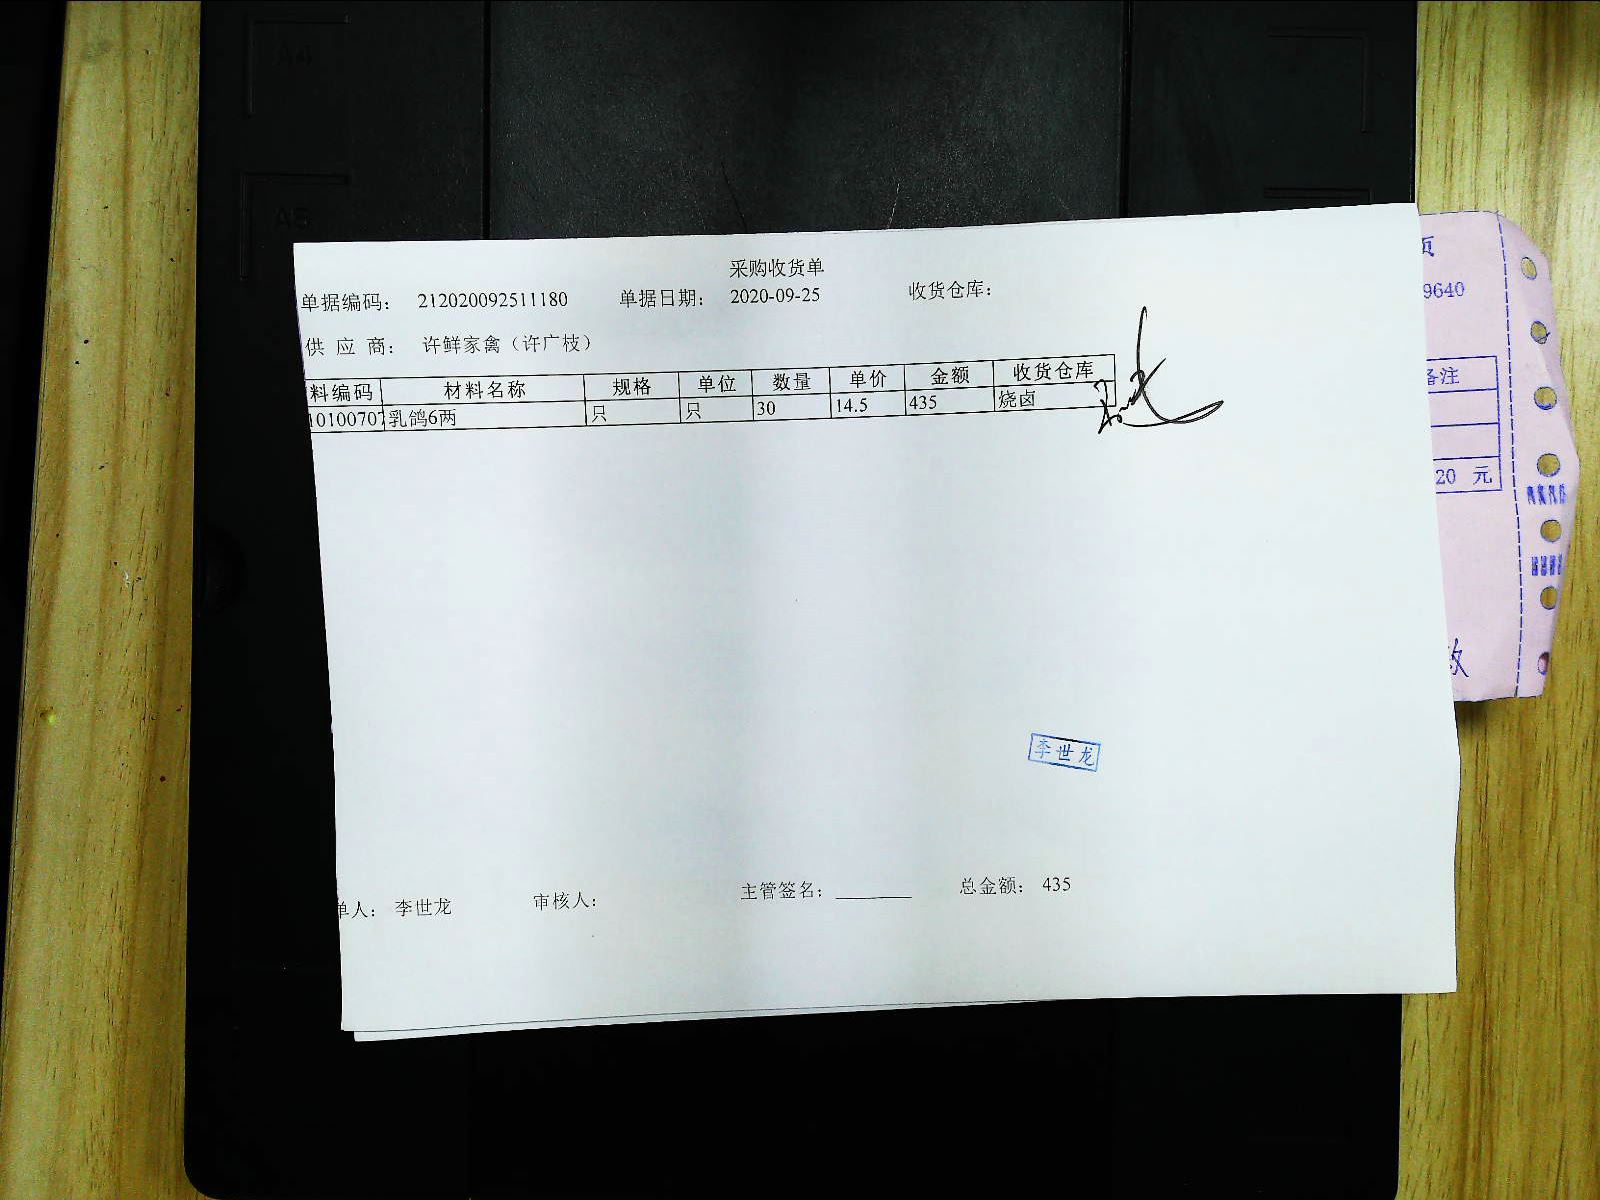 采购收货单
单据编码： 212020092511180 单据日期： 2020-09-25 收货仓库：
供 应 商： 许鲜家禽（许广枝）
料编码 材料名称 规格 单位 数量 单价 金额 收货仓库
10100707 乳鸽6两 只 只 30 14.5 435 烧卤
李世龙
单人： 李世龙 审核人： 主管签名： 总金额： 435
页
9640
备注
20 元
A4
A5